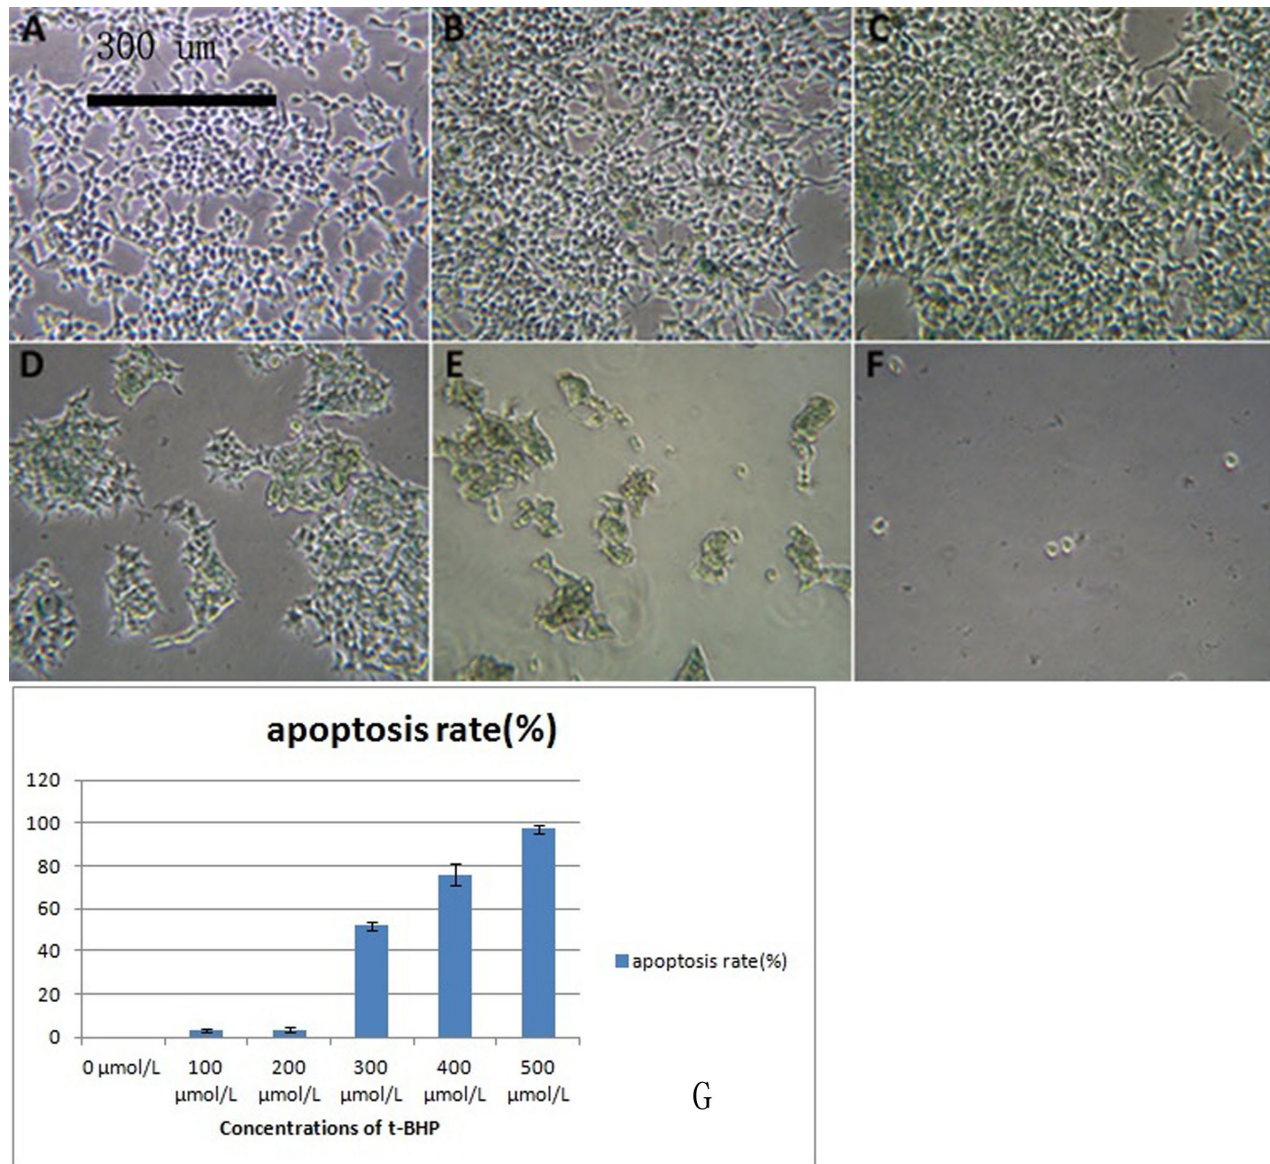 A
300 um
B
C
D
E
F
apoptosis rate(%)
120
100
80
60
40
20
0
apoptosis rate(%)
0 µmol/L
100 µmol/L
200 µmol/L
300 µmol/L
400 µmol/L
500 µmol/L
Concentrations of t-BHP
G